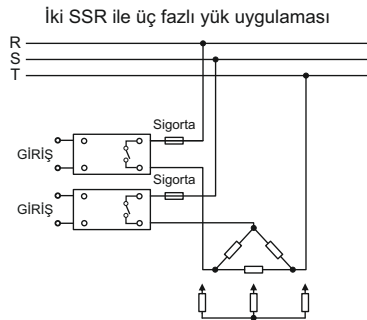 İki SSR ile üç fazlı yük uygulaması
R
S
T
Sigorta
GİRİŞ
Sigorta
GİRİŞ